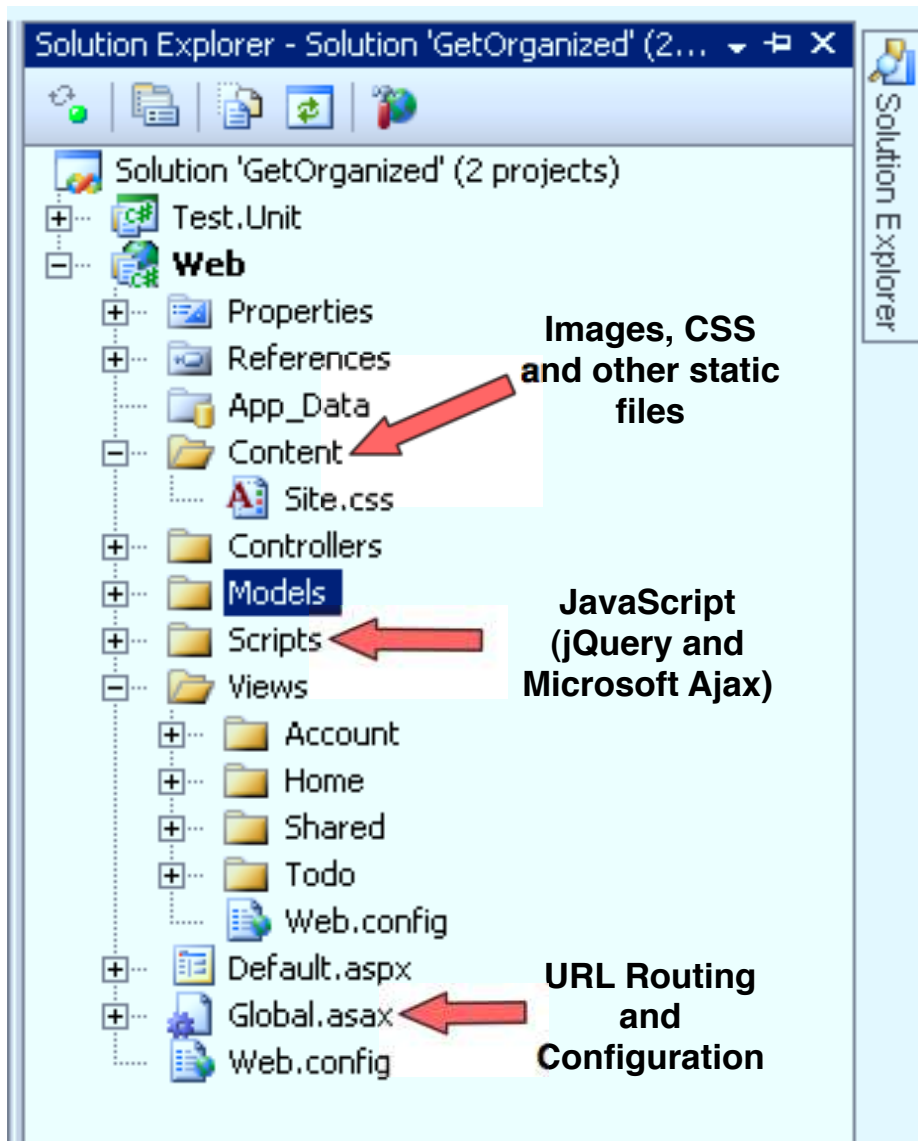 Solution Explorer - Solution 'GetOrganized' (2...
Solution Explorer
Solution 'GetOrganized' (2 projects)
Test.Unit
Web
Properties
References
App_Data
Content
Site.css
Images, CSS
and other static
files
Controllers
Models
Scripts
JavaScript
(jQuery and
Microsoft Ajax)
Views
Account
Home
Shared
Todo
Web.config
Default.aspx
Global.asax
URL Routing
and
Configuration
Web.config